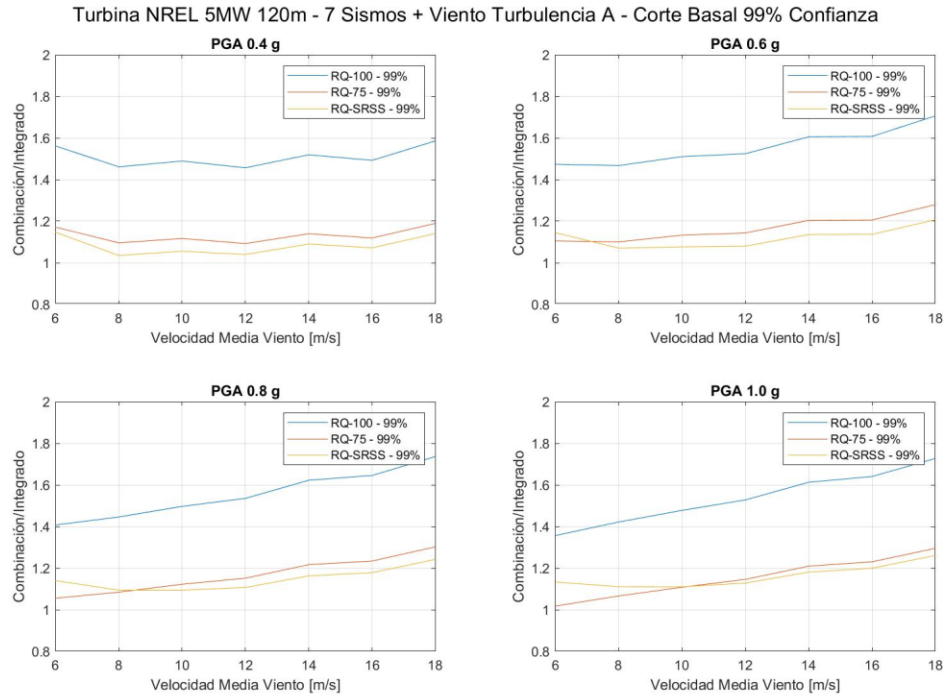 Turbina NREL 5MW 120m - 7 Sismos + Viento Turbulencia A - Corte Basal 99% Confianza
PGA 0.4 g
2
1.8
1.6
1.4
1.2
1
0.8
Combinación/Integrado
RQ-100 - 99%
RQ-75 - 99%
RQ-SRSS - 99%
6 8 10 12 14 16 18
Velocidad Media Viento [m/s]
PGA 0.6 g
2
1.8
1.6
1.4
1.2
1
0.8
Combinación/Integrado
RQ-100 - 99%
RQ-75 - 99%
RQ-SRSS - 99%
6 8 10 12 14 16 18
Velocidad Media Viento [m/s]
PGA 0.8 g
2
1.8
1.6
1.4
1.2
1
0.8
Combinación/Integrado
RQ-100 - 99%
RQ-75 - 99%
RQ-SRSS - 99%
6 8 10 12 14 16 18
Velocidad Media Viento [m/s]
PGA 1.0 g
2
1.8
1.6
1.4
1.2
1
0.8
Combinación/Integrado
RQ-100 - 99%
RQ-75 - 99%
RQ-SRSS - 99%
6 8 10 12 14 16 18
Velocidad Media Viento [m/s]